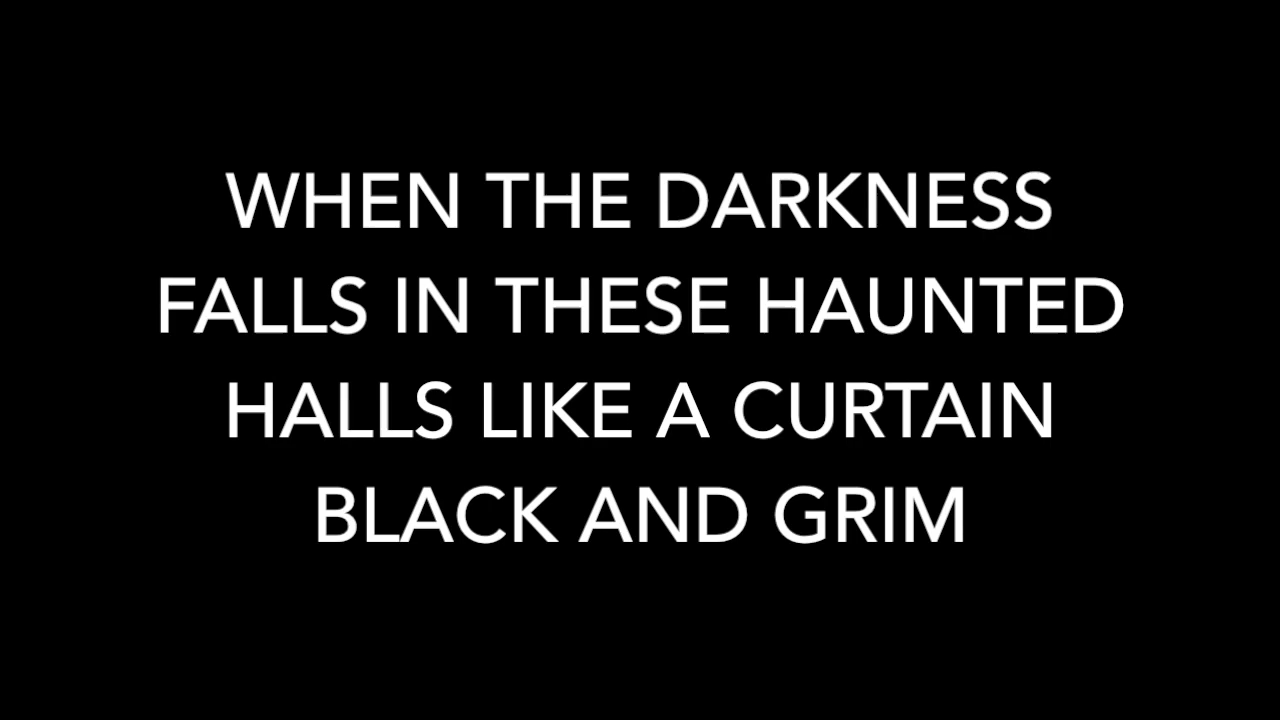 WHEN THE DARKNESS
FALLS IN THESE HAUNTED
HALLS LIKE A CURTAIN
BLACK AND GRIM